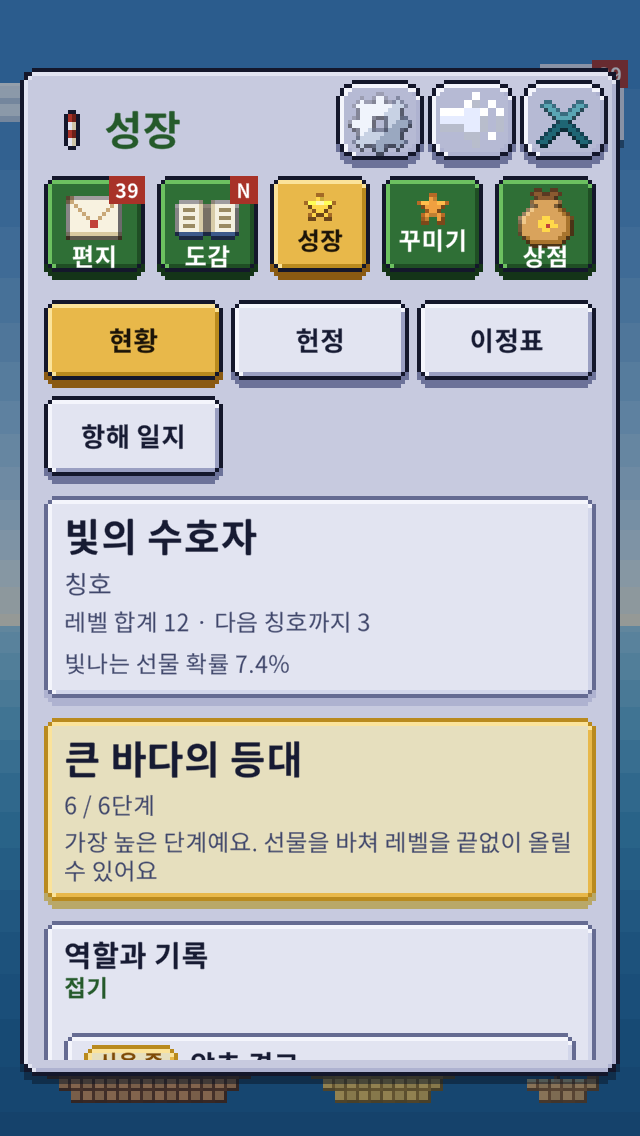 성장
39
N
편지
도감
성장
꾸미기
상점
현황
헌정
이정표
항해 일지
빛의 수호자
칭호
레벨 합계 12 · 다음 칭호까지 3
빛나는 선물 확률 7.4%
큰 바다의 등대
6 / 6단계
가장 높은 단계예요. 선물을 바쳐 레벨을 끝없이 올릴
수 있어요
역할과 기록
접기